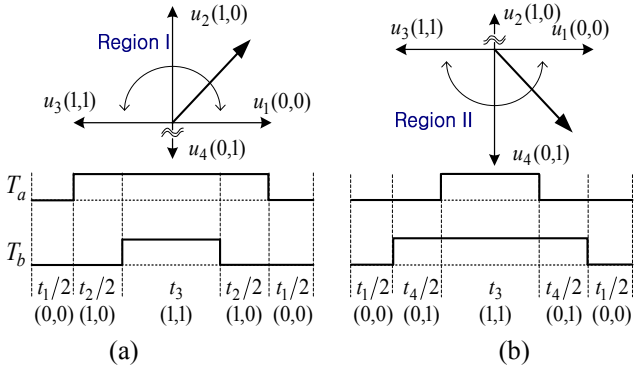 u2(1,0)
Region I
u3(1,1)
u1(0,0)
u4(0,1)
Ta
Tb
t1/2 t2/2 t3 t2/2 t1/2
(0,0) (1,0) (1,1) (1,0) (0,0)
(a)
u2(1,0)
u3(1,1)
u1(0,0)
Region II
u4(0,1)
t1/2 t4/2 t3 t4/2 t1/2
(0,0) (0,1) (1,1) (0,1) (0,0)
(b)